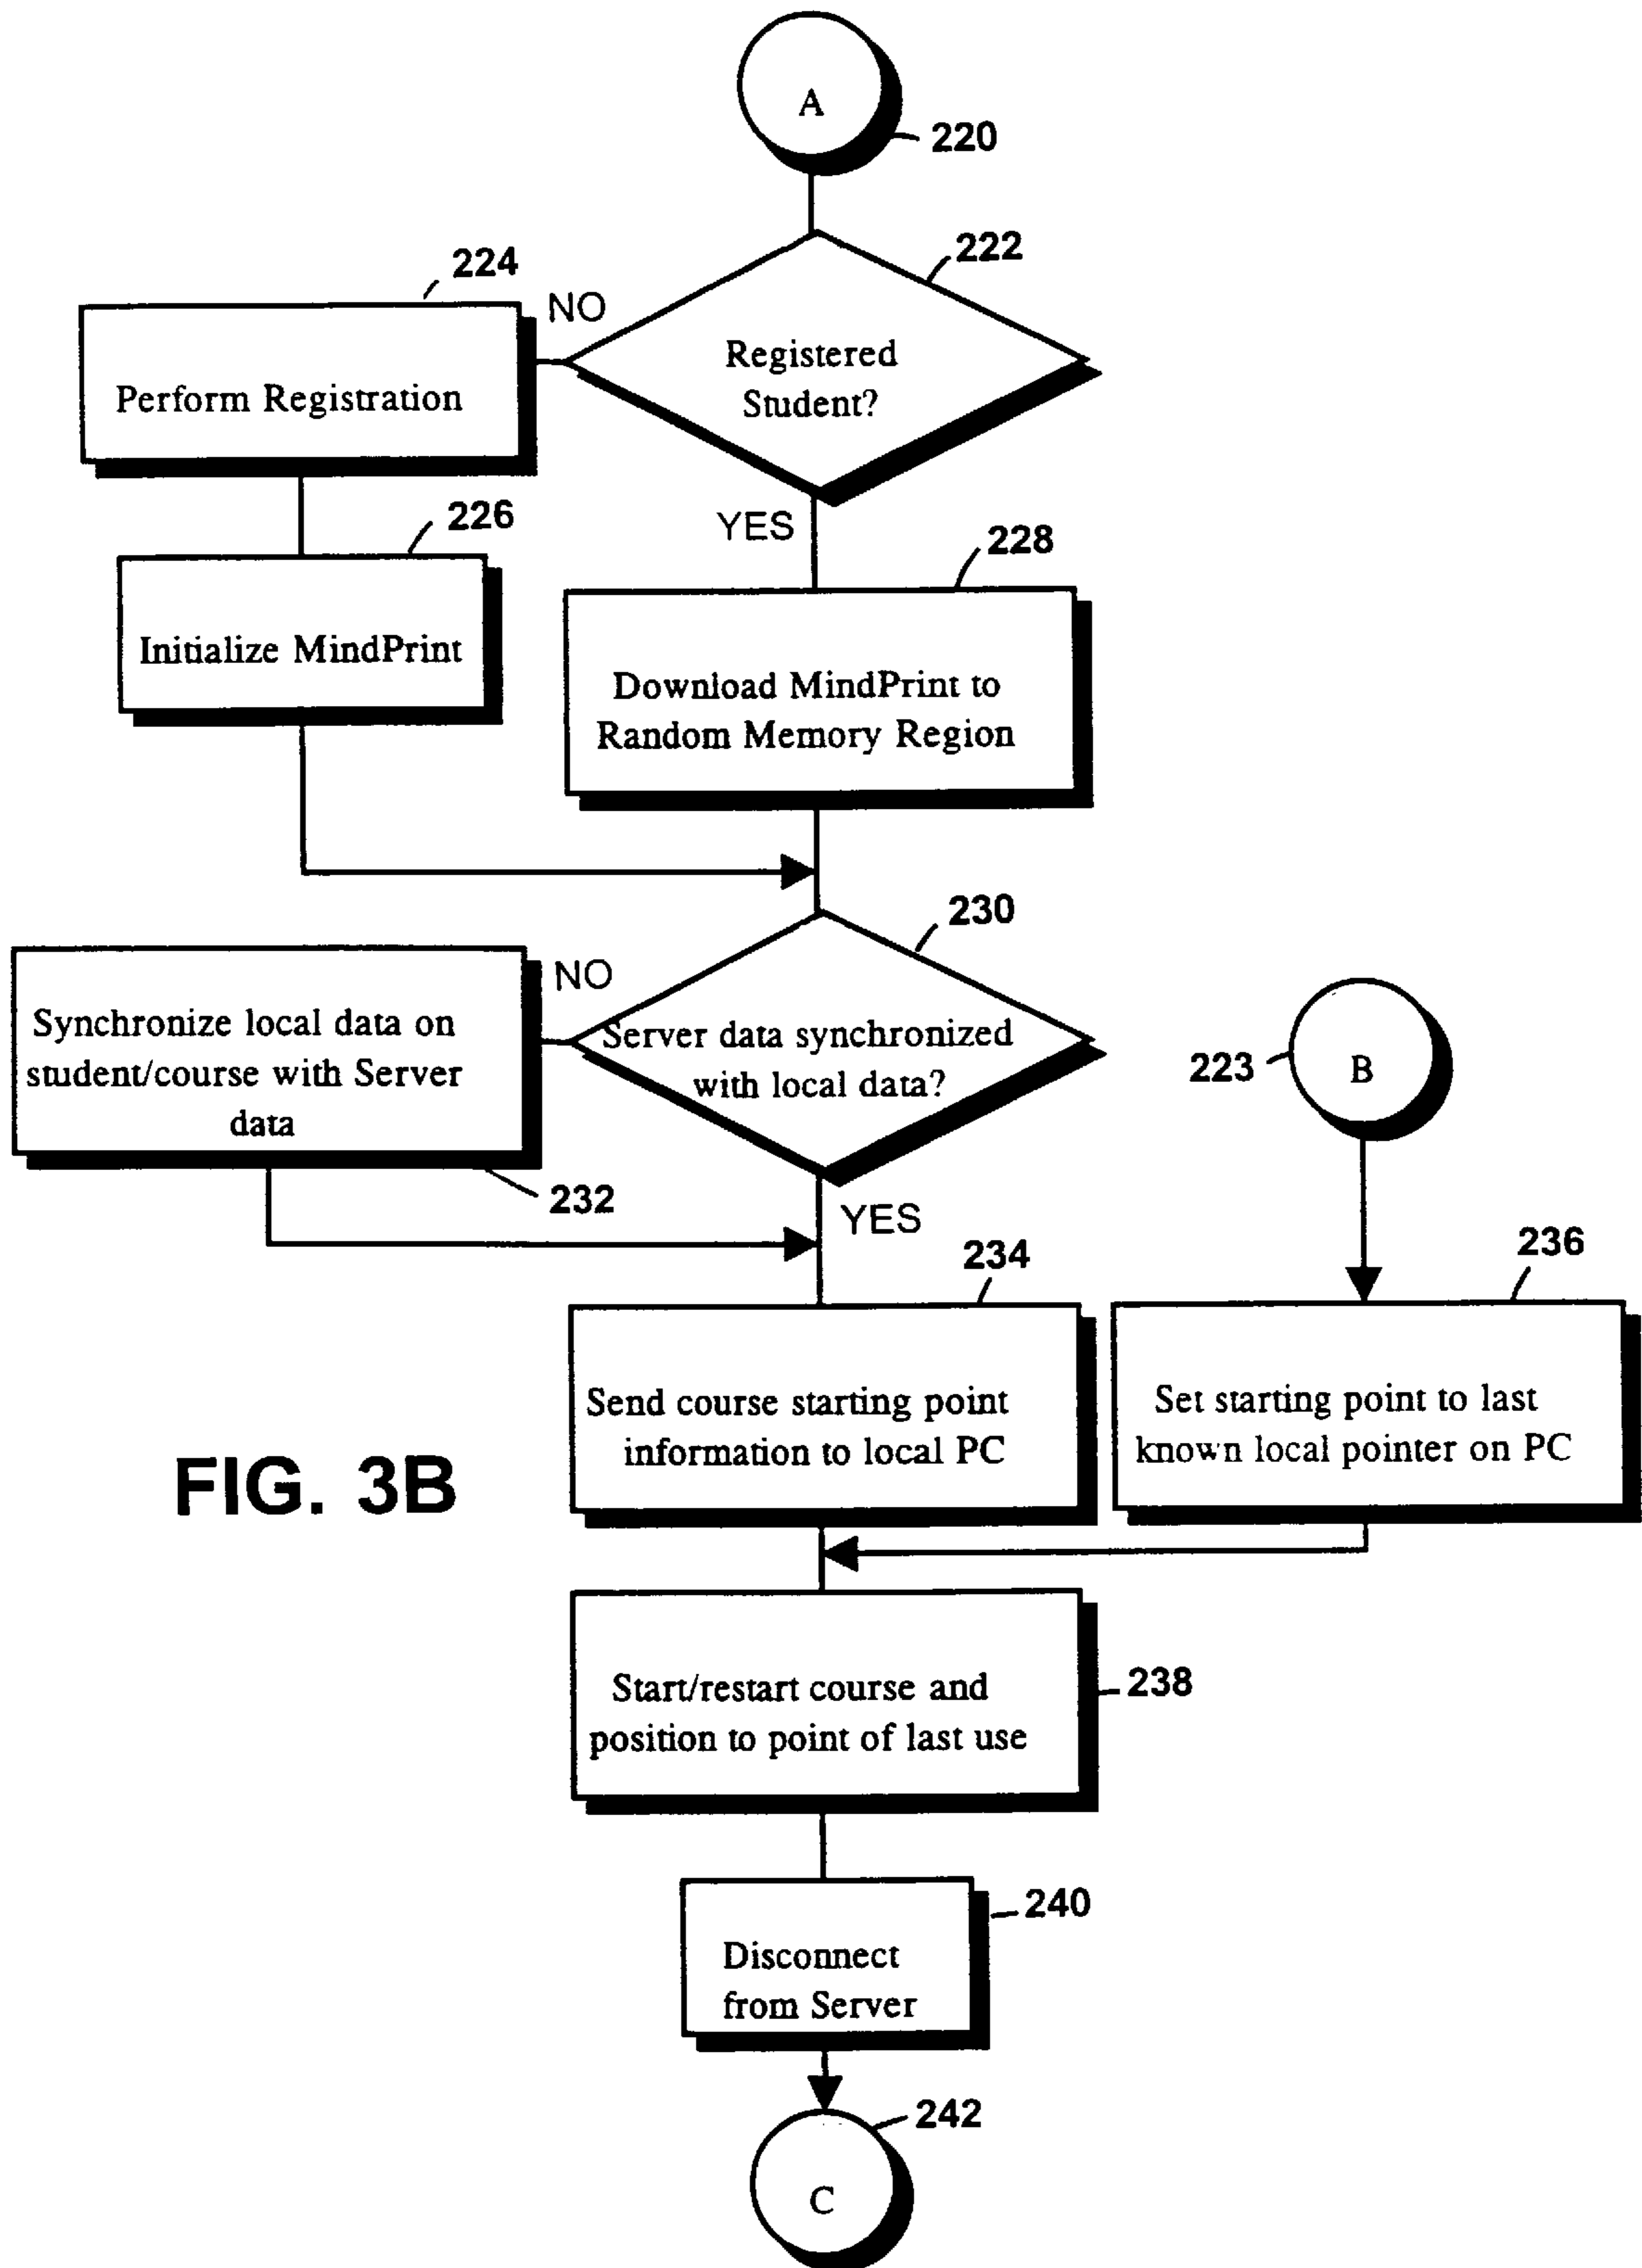 A
220
222
224
NO
Registered
Student?
Perform Registration
226
YES
228
Initialize MindPrint
Download MindPrint to
Random Memory Region
230
NO
Synchronize local data on
student/course with Server
data
Server data synchronized
with local data?
223
B
232
YES
234
236
Send course starting point
information to local PC
Set starting point to last
known local pointer on PC
FIG. 3B
Start/restart course and
position to point of last use
238
240
Disconnect
from Server
242
C